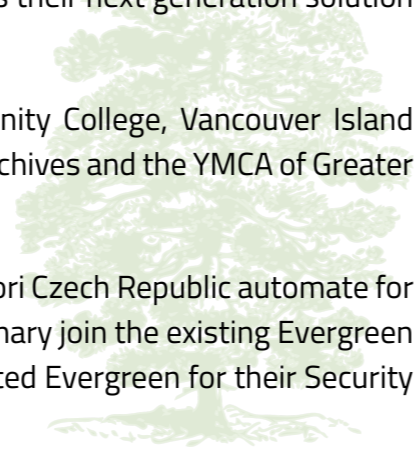 their next generation solution
nity College, Vancouver Island
chives and the YMCA of Greater
ori Czech Republic automate for
nary join the existing Evergreen
ted Evergreen for their Security